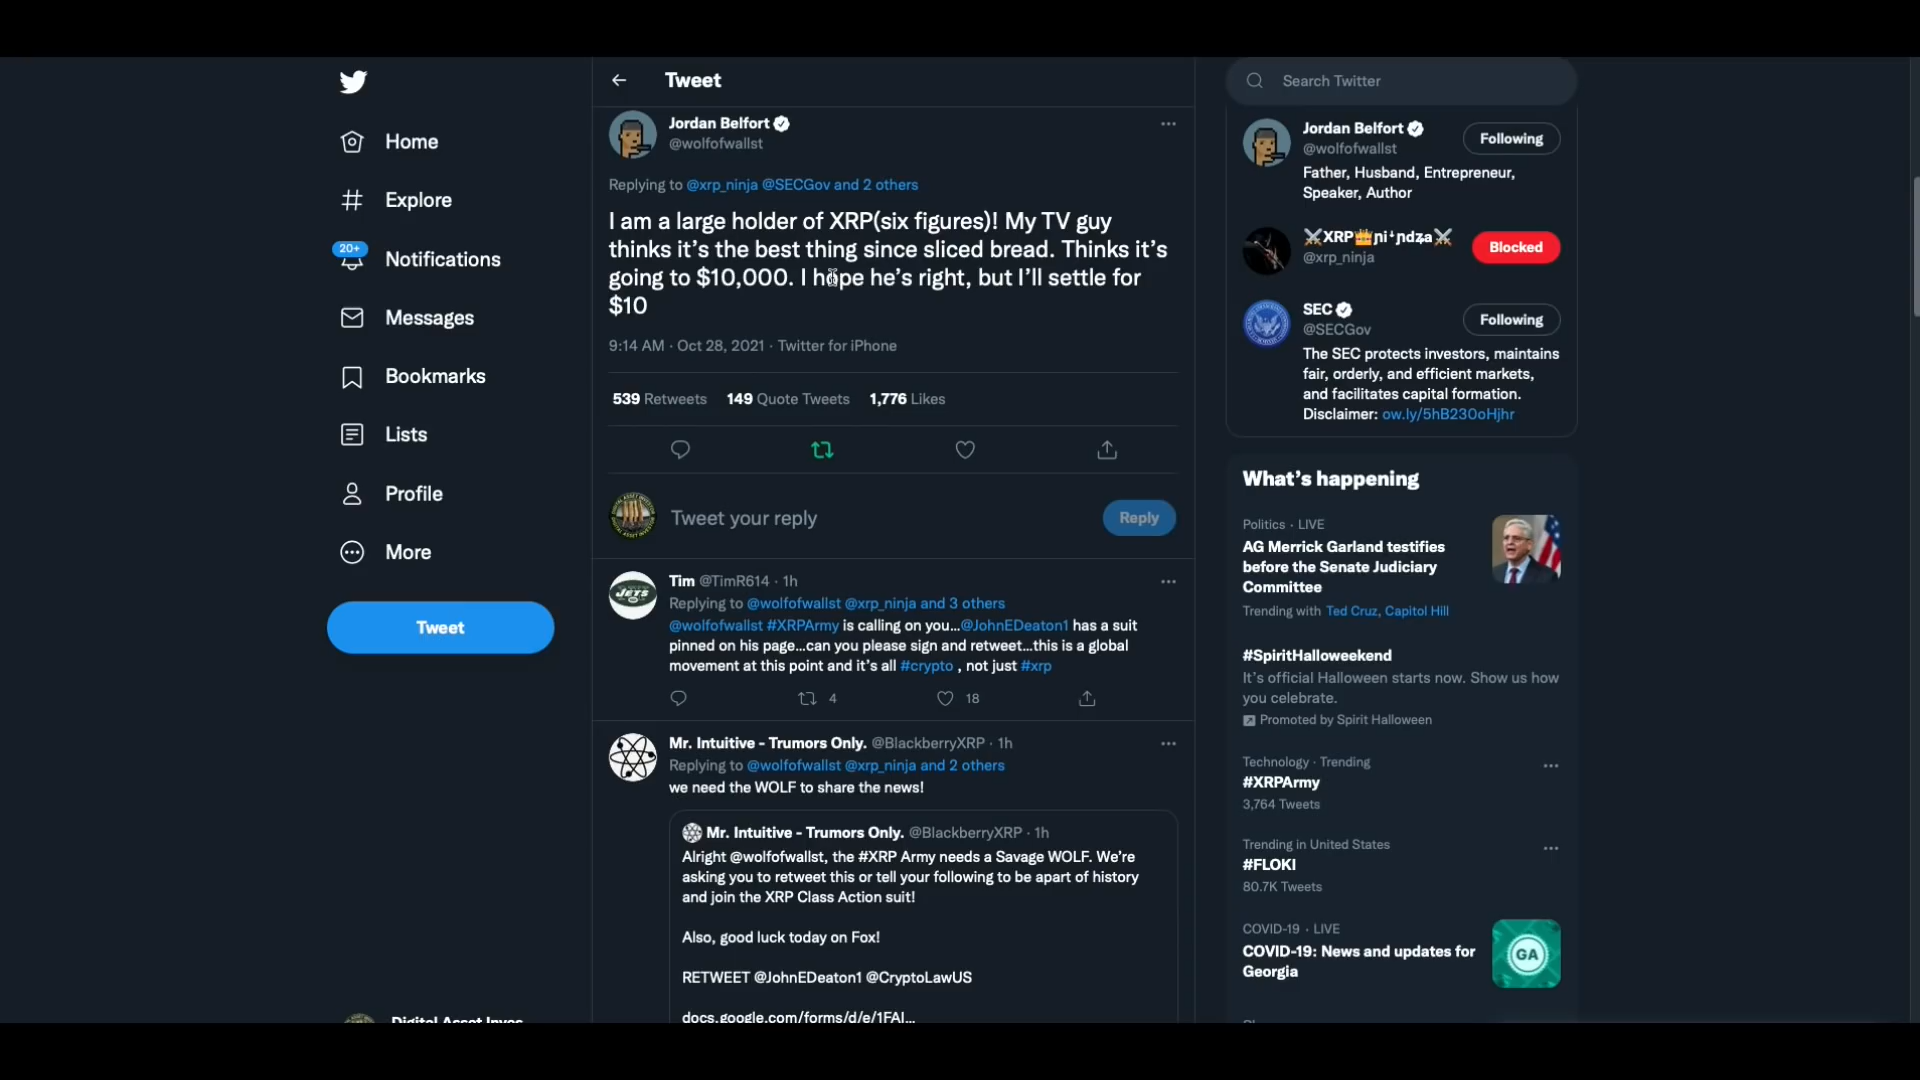 Home
Explore
20+
Notifications
Messages
Bookmarks
Lists
Profile
More
Tweet
Tweet
Jordan Belfort
@wolfofwallst
Replying to @xrp_ninja @SECGov and 2 others
I am a large holder of XRP(six figures)! My TV guy
thinks it's the best thing since sliced bread. Thinks it's
going to $10,000. I hope he's right, but I'll settle for
$10
9:14 AM · Oct 28, 2021 · Twitter for iPhone
539 Retweets 149 Quote Tweets 1,776 Likes
Tweet your reply
Reply
JETS
Tim @TimR614 · 1h
Replying to @wolfofwallst @xrp_ninja and 3 others
@wolfofwallst #XRPArmy is calling on you...@JohnEDeaton1 has a suit
pinned on his page...can you please sign and retweet...this is a global
movement at this point and it's all #crypto , not just #xrp
4 18
Mr. Intuitive - Trumors Only. @BlackberryXRP · 1h
Replying to @wolfofwallst @xrp_ninja and 2 others
we need the WOLF to share the news!
Mr. Intuitive - Trumors Only. @BlackberryXRP · 1h
Alright @wolfofwallst, the #XRP Army needs a Savage WOLF. We're
asking you to retweet this or tell your following to be apart of history
and join the XRP Class Action suit!
Also, good luck today on Fox!
RETWEET @JohnEDeaton1 @CryptoLawUS
docs.google.com/forms/d/e/1FAI...
Search Twitter
Jordan Belfort
@wolfofwallst
Following
Father, Husband, Entrepreneur,
Speaker, Author
@xrp_ninja
Blocked
SEC
@SECGov
Following
The SEC protects investors, maintains
fair, orderly, and efficient markets,
and facilitates capital formation.
Disclaimer: ow.ly/5hB230oHjhr
What's happening
Politics · LIVE
AG Merrick Garland testifies
before the Senate Judiciary
Committee
Trending with Ted Cruz, Capitol Hill
#SpiritHalloweekend
It's official Halloween starts now. Show us how
you celebrate.
Promoted by Spirit Halloween
Technology · Trending
#XRPArmy
3,764 Tweets
Trending in United States
#FLOKI
80.7K Tweets
COVID-19 · LIVE
COVID-19: News and updates for
Georgia
GA
Digital Asset Inves